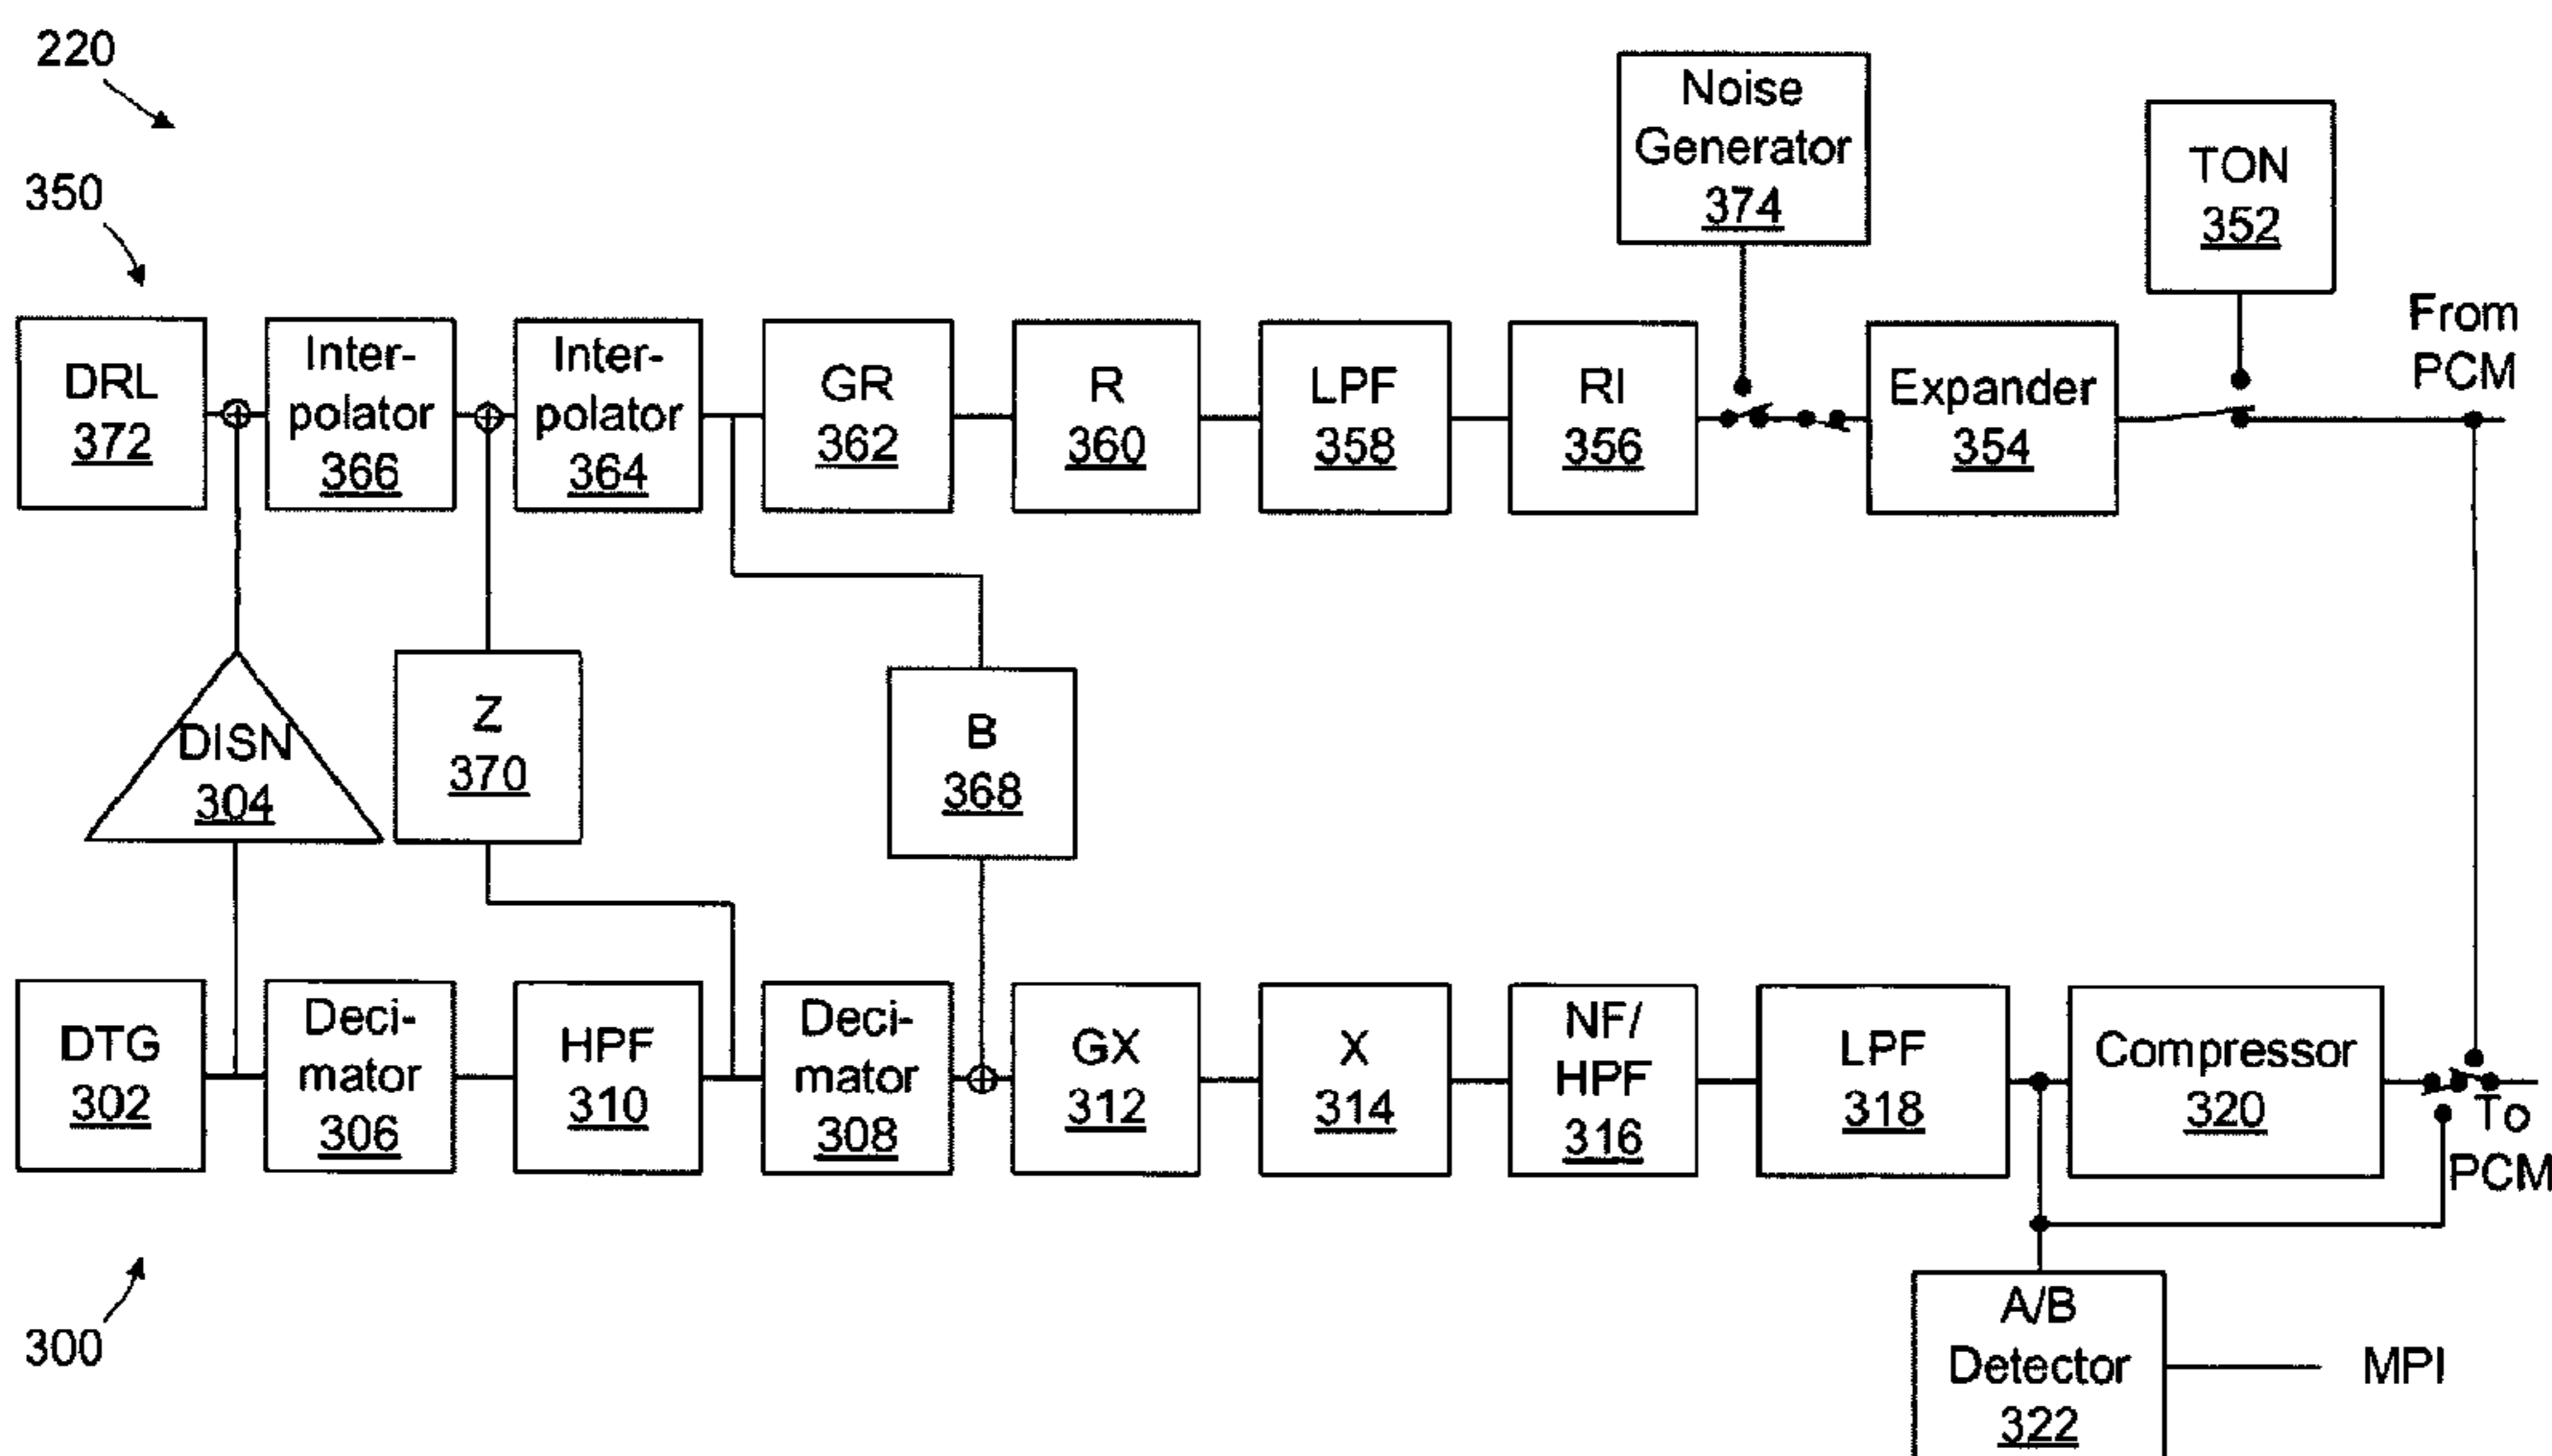 220
350
Noise
Generator
374
TON
352
From
PCM
DRL
372
Inter-
polator
366
Inter-
polator
364
GR
362
R
360
LPF
358
RI
356
Expander
354
DISN
304
Z
370
B
368
DTG
302
Deci-
mator
306
HPF
310
Deci-
mator
308
GX
312
X
314
NF/
HPF
316
LPF
318
Compressor
320
To
PCM
300
A/B
Detector
322
MPI